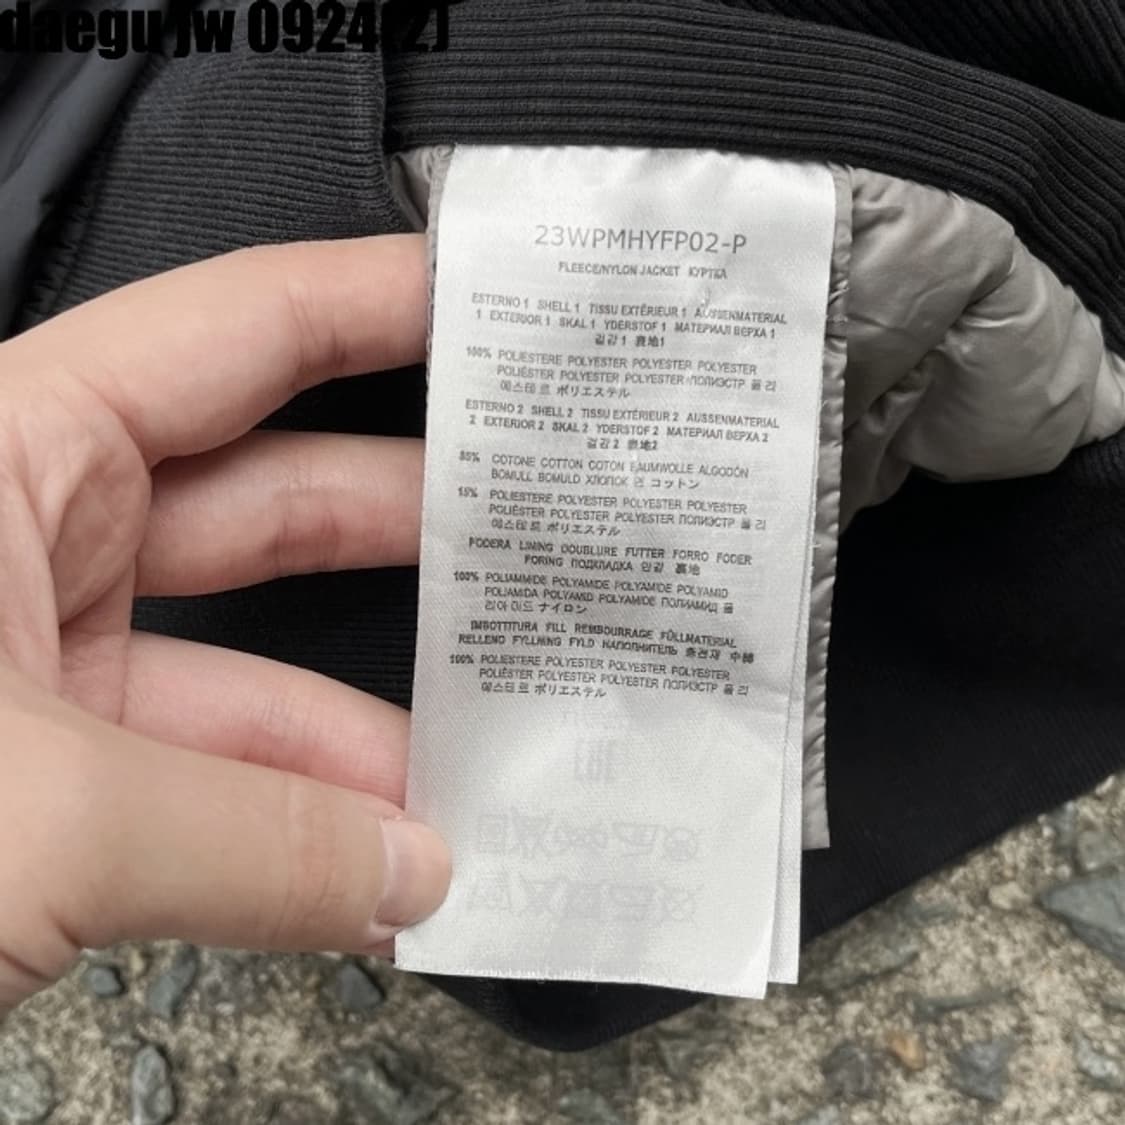 daegu jw 0924(2)
23WPMHYFP02-P
FLEECE/NYLON JACKET КУРТКА
ESTERNO 1 SHELL 1 TISSU EXTÉRIEUR 1 AUSSENMATERIAL
1 EXTERIOR 1 SKAL 1 YDERSTOF 1 МАТЕРИАЛ ВЕРХА 1
겉감 1 表地1
100% POLIESTERE POLYESTER POLYESTER POLYESTER
POLIÉSTER POLYESTER POLYESTER ПОЛИЭСТР 폴 리
에스테 르 ポリエステル
ESTERNO 2 SHELL 2 TISSU EXTÉRIEUR 2 AUSSENMATERIAL
2 EXTERIOR 2 SKAL 2 YDERSTOF 2 МАТЕРИАЛ ВЕРХА 2
겉감 2 表地2
85% COTONE COTTON COTON BAUMWOLLE ALGODÓN
BOMULL BOMULD ХЛОПОК 면 コットン
15% POLIESTERE POLYESTER POLYESTER POLYESTER
POLIÉSTER POLYESTER POLYESTER ПОЛИЭСТР 폴 리
에스테 르 ポリエステル
FODERA LINING DOUBLURE FUTTER FORRO FODER
FORING ПОДКЛАДКА 안감 裏地
100% POLIAMMIDE POLYAMIDE POLYAMIDE POLYAMID
POLIAMIDA POLYAMID POLYAMIDE ПОЛИАМИД 폴
리아 미드 ナイロン
IMBOTTITURA FILL REMBOURRAGE FÜLLMATERIAL
RELLENO FYLLNING FYLD НАПОЛНИТЕЛЬ 충전재 中綿
100% POLIESTERE POLYESTER POLYESTER POLYESTER
POLIÉSTER POLYESTER POLYESTER ПОЛИЭСТР 폴 리
에스테 르 ポリエステル